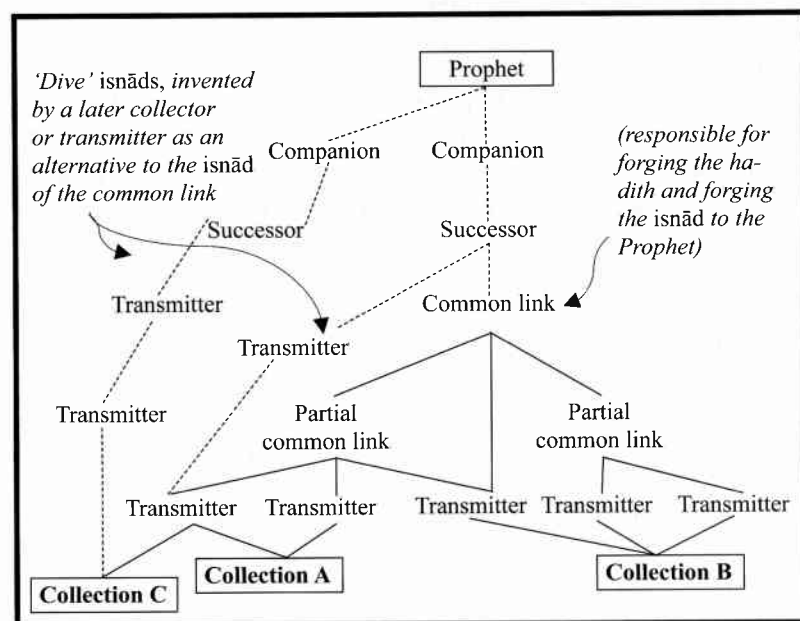 Prophet
'Dive' isnāds, invented
by a later collector
or transmitter as an
alternative to the isnād
of the common link
Companion
Companion
(responsible for
forging the ha-
dith and forging
the isnād to the
Prophet)
Successor
Successor
Transmitter
Common link
Transmitter
Transmitter
Partial
common link
Partial
common link
Transmitter
Transmitter
Transmitter
Transmitter
Transmitter
Collection C
Collection A
Collection B